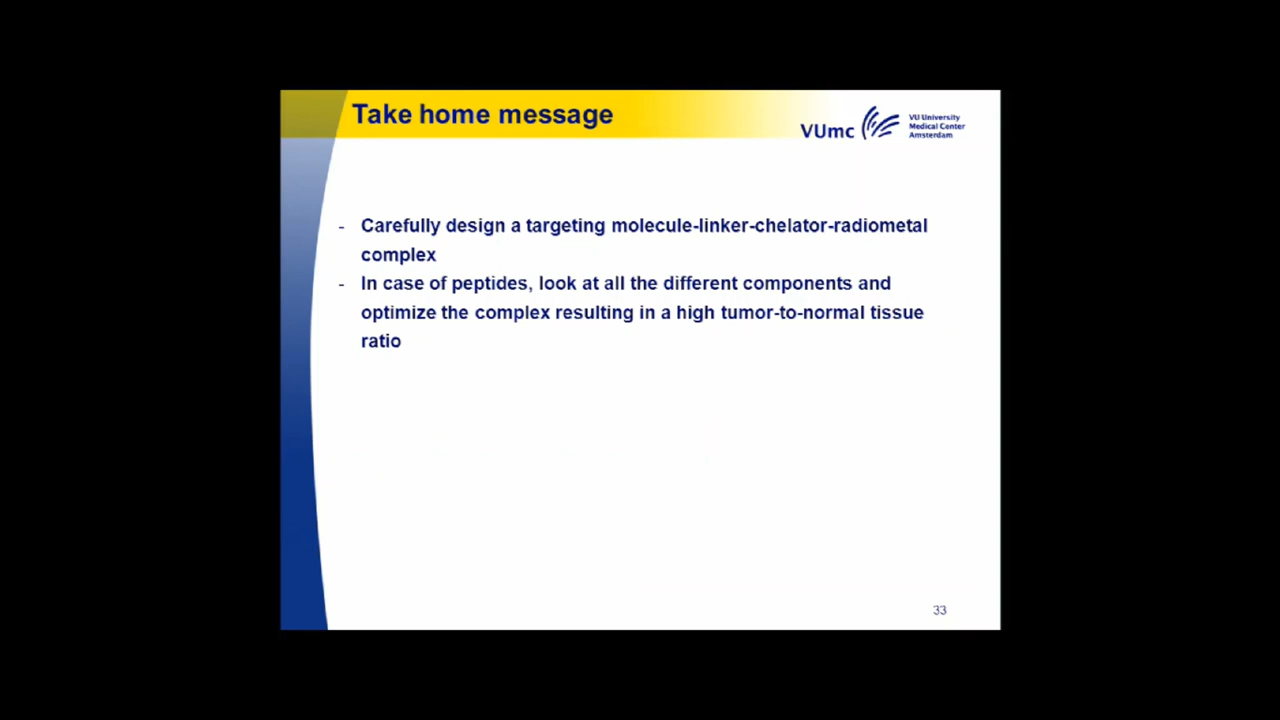 Take home message
VUmc
VU University
Medical Center
Amsterdam
- Carefully design a targeting molecule-linker-chelator-radiometal
complex
- In case of peptides, look at all the different components and
optimize the complex resulting in a high tumor-to-normal tissue
ratio
33